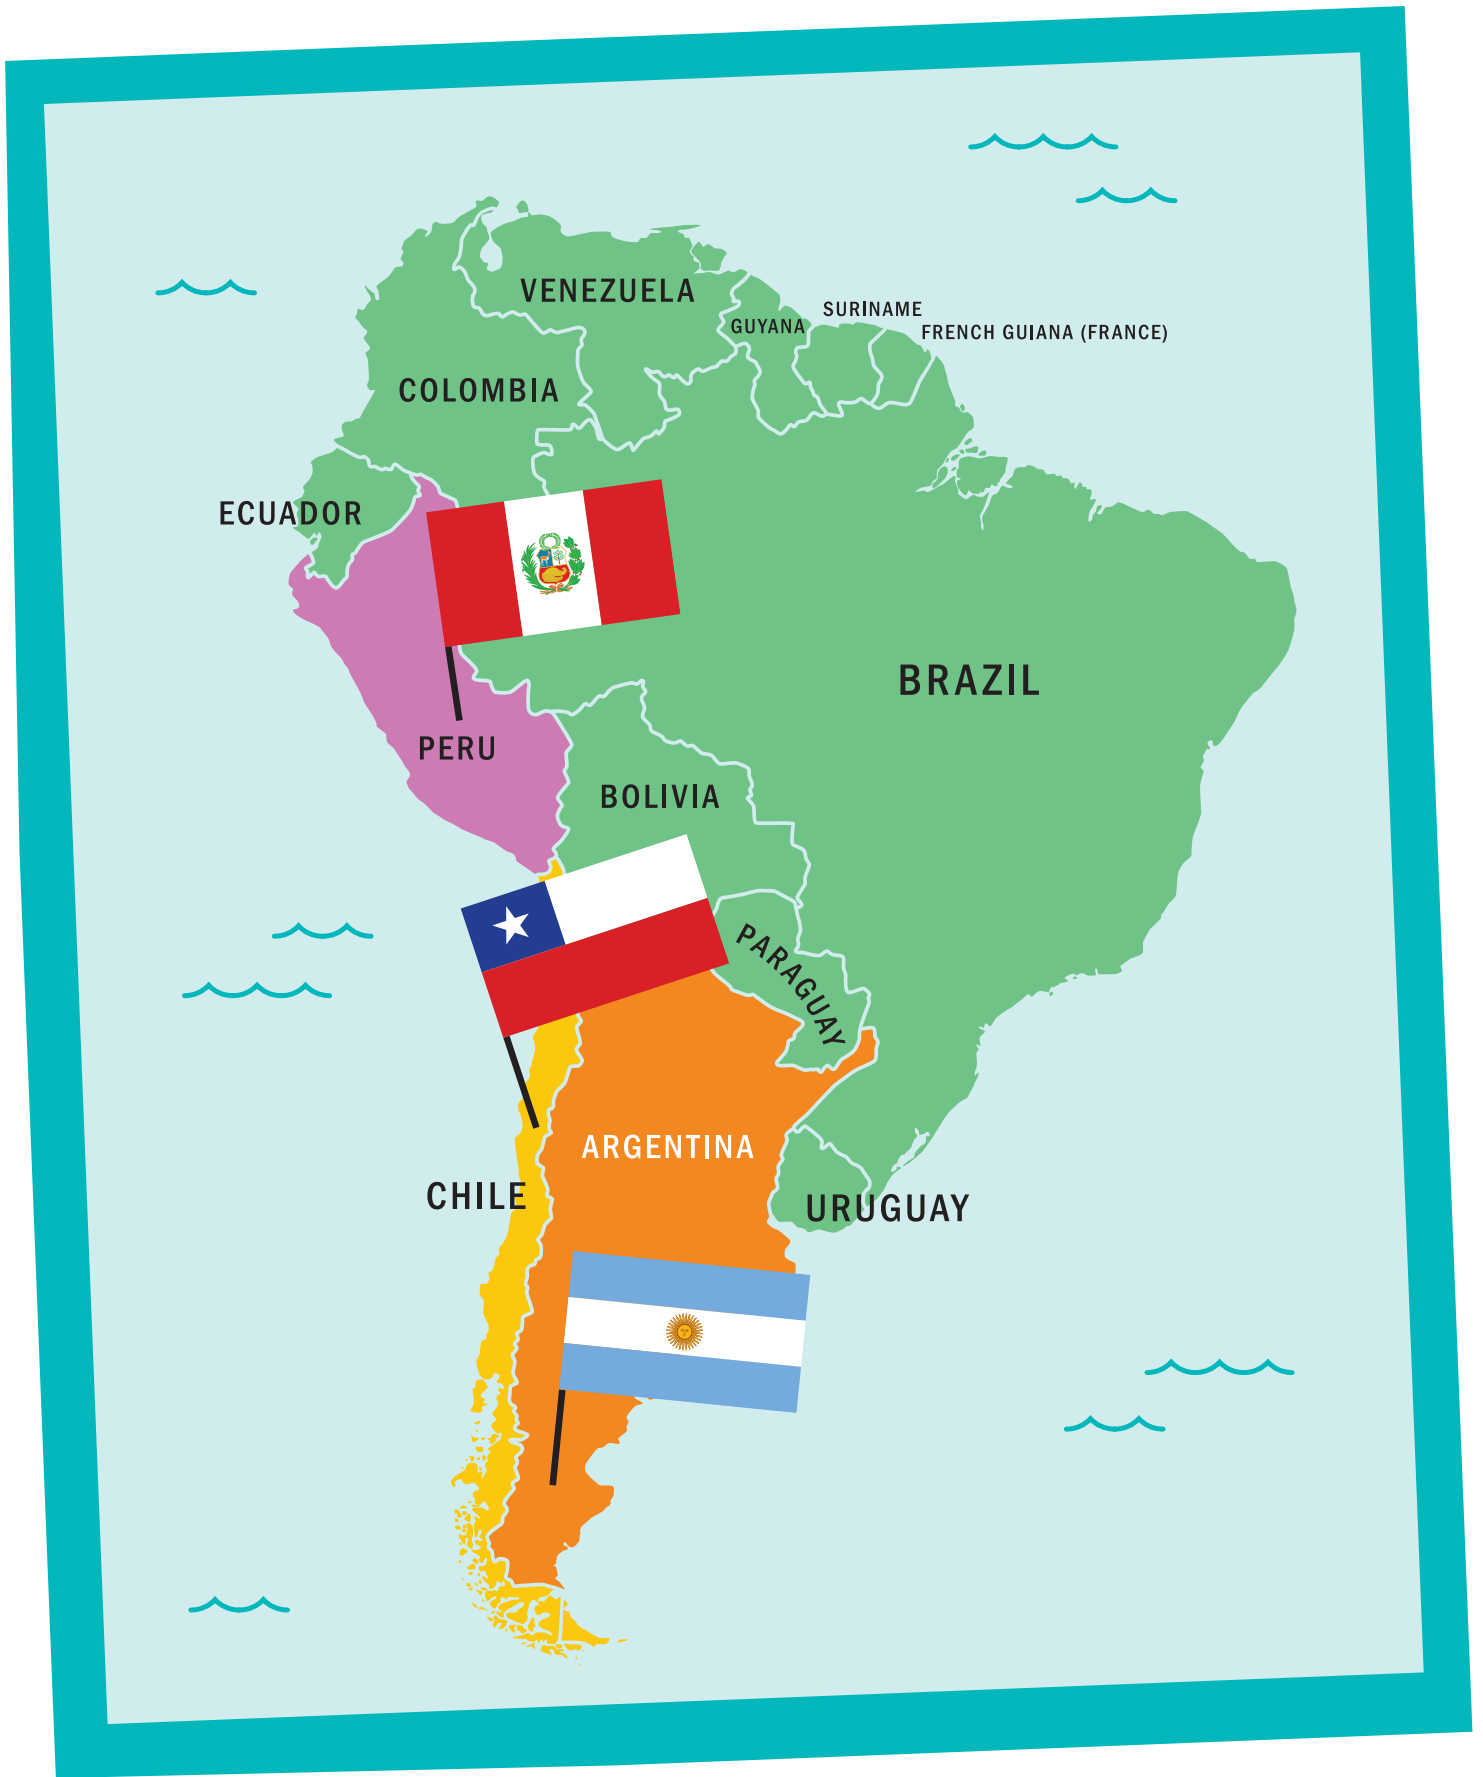 VENEZUELA
SURINAME
GUYANA
FRENCH GUIANA (FRANCE)
COLOMBIA
ECUADOR
BRAZIL
PERU
BOLIVIA
PARAGUAY
ARGENTINA
CHILE
URUGUAY